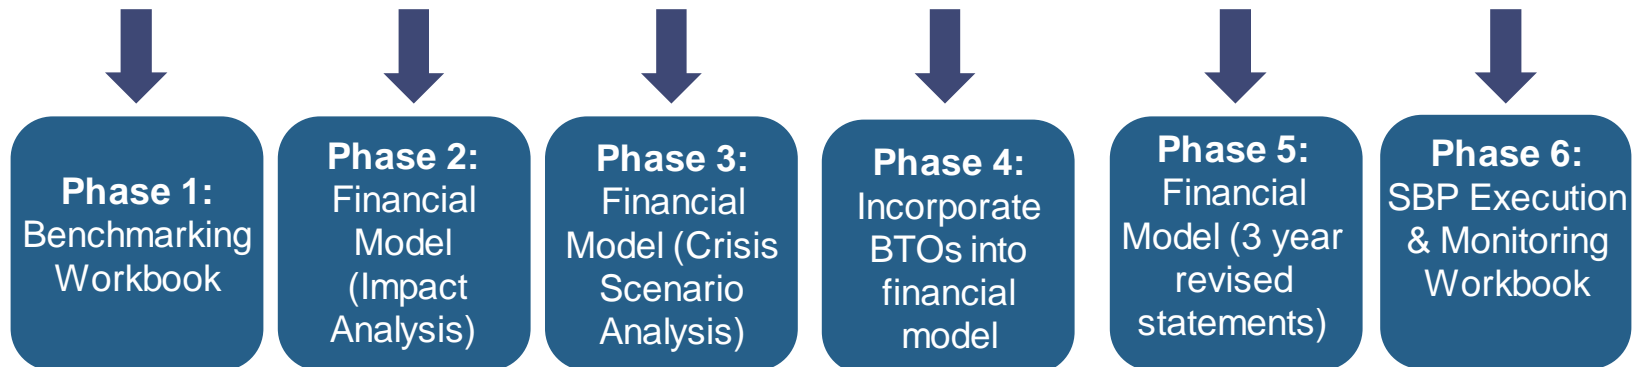 Phase 1:
Benchmarking
Workbook
Phase 2:
Financial
Model
(Impact
Analysis)
Phase 3:
Financial
Model (Crisis
Scenario
Analysis)
Phase 4:
Incorporate
BTOs into
financial
model
Phase 5:
Financial
Model (3 year
revised
statements)
Phase 6:
SBP Execution
& Monitoring
Workbook